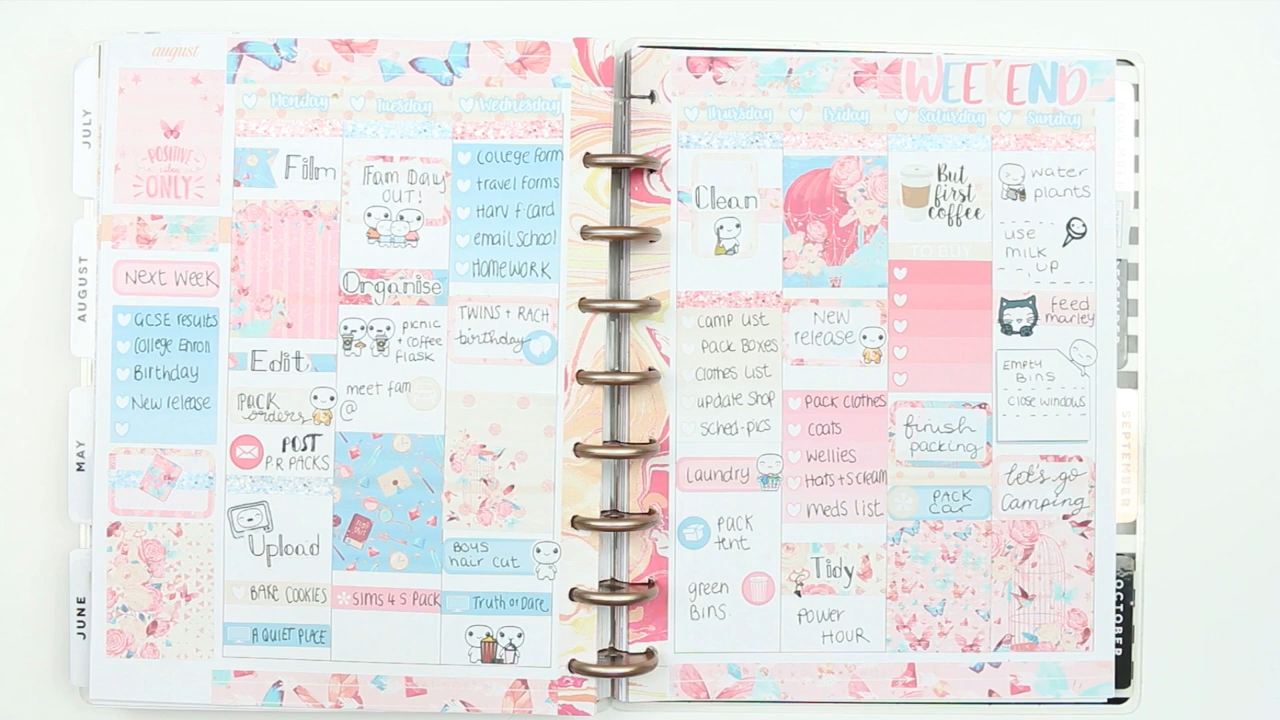 august
POSITIVE
vibes
ONLY
Next Week
GCSE results
College Enroll
Birthday
New release
Monday
Film
Edit
PACK
orders
POST
P.R PACKS
Upload
BAKE COOKIES
A QUIET PLACE
Tuesday
Fam Day
OUT!
Organise
picnic
+ coffee
flask
meet fam
@
SIMS 4 S PACK
Wednesday
College form
travel forms
Harv f card
email School
HOMEWORK
TWINS + RACH
birthday
BOYS
hair cut
Truth or Dare
Thursday
Clean
Camp list
Pack Boxes
Clothes List
update shop
sched-pics
Laundry
pack
tent
green
Bins.
Friday
New
release
Pack clothes
coats
wellies
Hats + s cream
meds list
Tidy
Power
HOUR
WEEKEND
Saturday
But
first
coffee
TO BUY
finish
packing
PACK
Car
Sunday
water
plants
use
milk
up
feed
marley
Empty
Bins
close windows
Let's go
Camping
JULY
AUGUST
MAY
JUNE
SEPTEMBER
OCTOBER